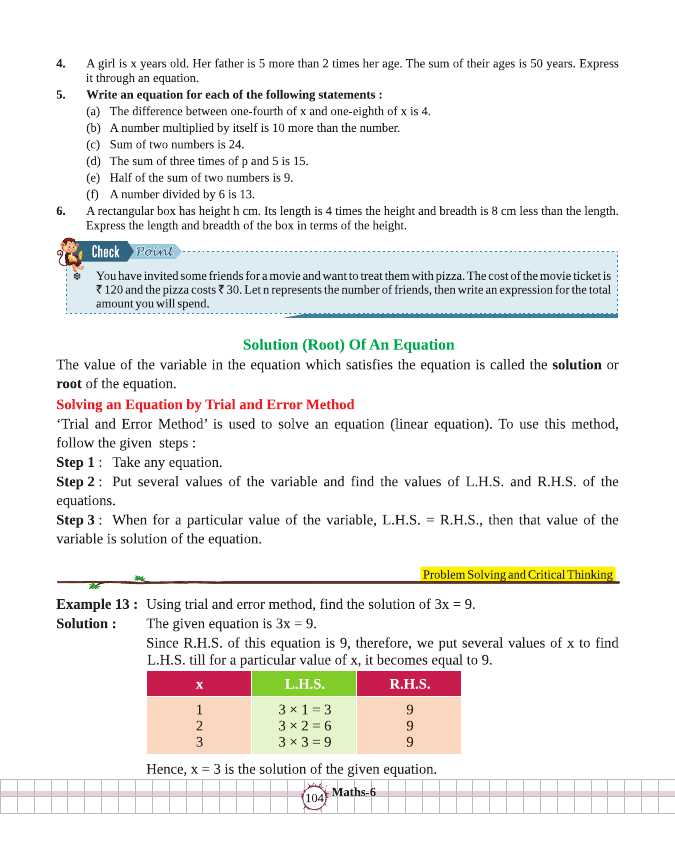 4. A girl is x years old. Her father is 5 more than 2 times her age. The sum of their ages is 50 years. Express
it through an equation.
5. Write an equation for each of the following statements :
(a) The difference between one-fourth of x and one-eighth of x is 4.
(b) A number multiplied by itself is 10 more than the number.
(c) Sum of two numbers is 24.
(d) The sum of three times of p and 5 is 15.
(e) Half of the sum of two numbers is 9.
(f) A number divided by 6 is 13.
6. A rectangular box has height h cm. Its length is 4 times the height and breadth is 8 cm less than the length.
Express the length and breadth of the box in terms of the height.
Check Point
You have invited some friends for a movie and want to treat them with pizza. The cost of the movie ticket is
₹ 120 and the pizza costs ₹ 30. Let n represents the number of friends, then write an expression for the total
amount you will spend.
Solution (Root) Of An Equation
The value of the variable in the equation which satisfies the equation is called the solution or
root of the equation.
Solving an Equation by Trial and Error Method
‘Trial and Error Method’ is used to solve an equation (linear equation). To use this method,
follow the given steps :
Step 1 : Take any equation.
Step 2 : Put several values of the variable and find the values of L.H.S. and R.H.S. of the
equations.
Step 3 : When for a particular value of the variable, L.H.S. = R.H.S., then that value of the
variable is solution of the equation.
Problem Solving and Critical Thinking
Example 13 : Using trial and error method, find the solution of 3x = 9.
Solution : The given equation is 3x = 9.
Since R.H.S. of this equation is 9, therefore, we put several values of x to find
L.H.S. till for a particular value of x, it becomes equal to 9.
x L.H.S. R.H.S.
1 3 × 1 = 3 9
2 3 × 2 = 6 9
3 3 × 3 = 9 9
Hence, x = 3 is the solution of the given equation.
104 Maths-6